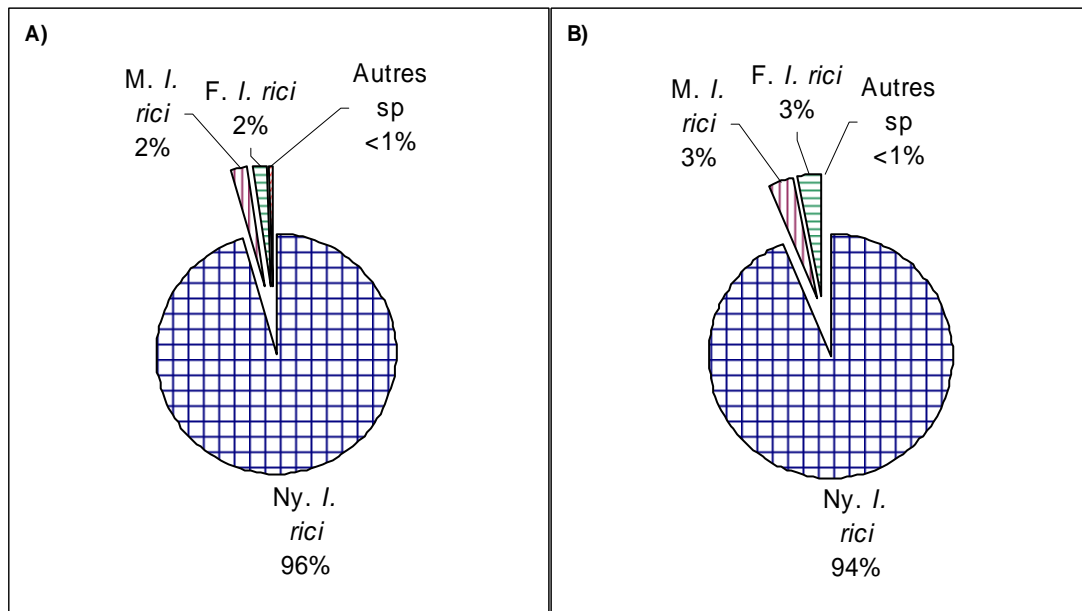 A)
M. I.
rici
2%
F. I. rici
2%
Autres
sp
<1%
Ny. I.
rici
96%
B)
M. I.
rici
3%
F. I. rici
3%
Autres
sp
<1%
Ny. I.
rici
94%